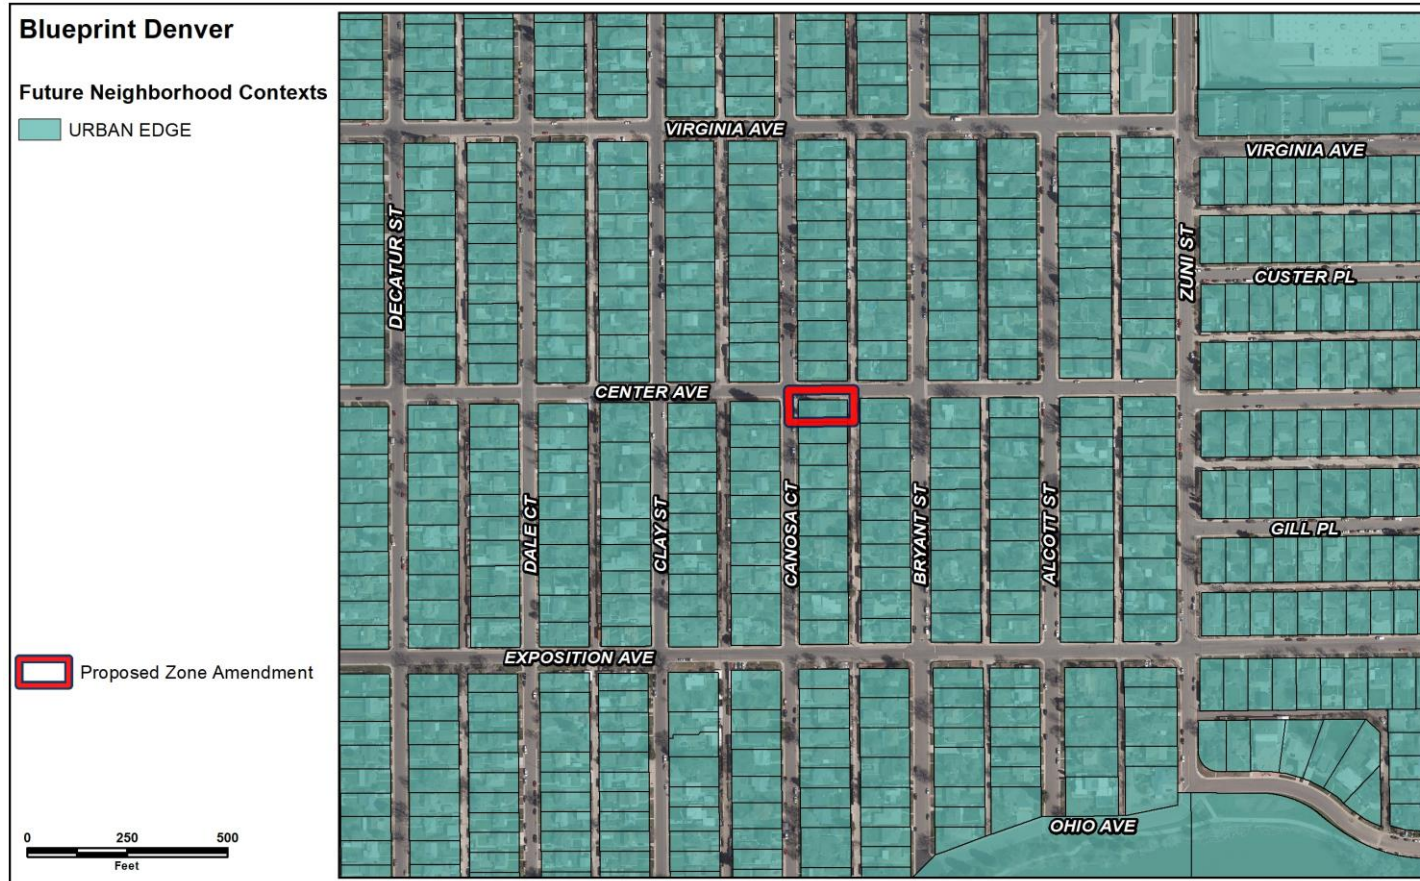 Blueprint Denver
Future Neighborhood Contexts
URBAN EDGE
Proposed Zone Amendment
0 250 500
Feet
VIRGINIA AVE
VIRGINIA AVE
DECATUR ST
ZUNI ST
CUSTER PL
CENTER AVE
DALE CT
CLAY ST
CANOSA CT
BRYANT ST
ALCOTT ST
GILL PL
EXPOSITION AVE
OHIO AVE